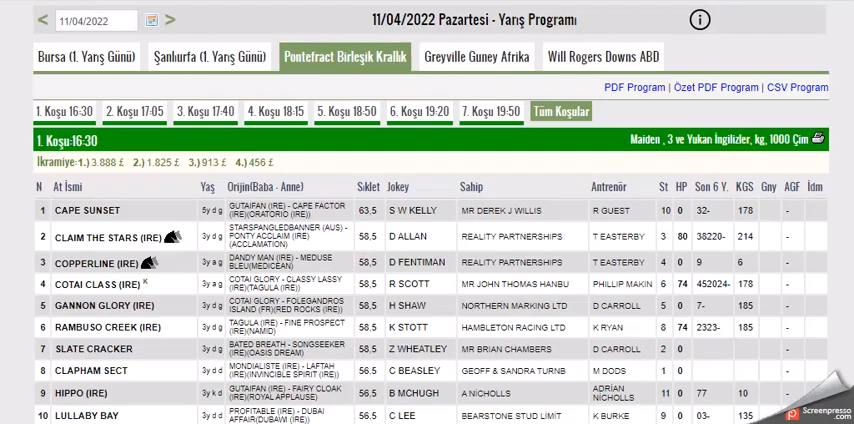 < 11/04/2022 >
11/04/2022 Pazartesi - Yarış Programı
Bursa (1. Yarış Günü) Şanlıurfa (1. Yarış Günü) Pontefract Birleşik Krallık Greyville Guney Afrika Will Rogers Downs ABD
PDF Program | Özet PDF Program | CSV Program
1. Koşu 16:30 2. Koşu 17:05 3. Koşu 17:40 4. Koşu 18:15 5. Koşu 18:50 6. Koşu 19:20 7. Koşu 19:50 Tüm Koşular
1. Koşu:16:30 Maiden , 3 ve Yukarı İngilizler, kg, 1000 Çim
İkramiye:1.) 3.888 £ / 2.) 1.825 £ / 3.) 913 £ / 4.) 456 £
N At İsmi Yaş Orijin(Baba - Anne) Sıklet Jokey Sahip Antrenör St HP Son 6 Y. KGS Gny AGF İdm
1 CAPE SUNSET 5y d g GUTAIFAN (IRE) - CAPE FACTOR (IRE)(ORATORIO (IRE)) 63,5 S W KELLY MR DEREK J WILLIS R GUEST 10 0 32- 178 -
2 CLAIM THE STARS (IRE) 3y d g STARSPANGLEDBANNER (AUS) - PONTY ACCLAIM (IRE) (ACCLAMATION) 58,5 D ALLAN REALITY PARTNERSHIPS T EASTERBY 3 80 38220- 214 -
3 COPPERLINE (IRE) 3y a g DANDY MAN (IRE) - MEDUSE BLEU(MEDICEAN) 58,5 D FENTIMAN REALITY PARTNERSHIPS T EASTERBY 4 0 9 6 -
4 COTAI CLASS (IRE) K 3y a g COTAI GLORY - CLASSY LASSY (IRE)(TAGULA (IRE)) 58,5 R SCOTT MR JOHN THOMAS HANBU PHILLIP MAKIN 6 74 452024- 178 -
5 GANNON GLORY (IRE) 3y d g COTAI GLORY - FOLEGANDROS ISLAND (FR)(RED ROCKS (IRE)) 58,5 H SHAW NORTHERN MARKING LTD D CARROLL 5 0 7- 185 -
6 RAMBUSO CREEK (IRE) 3y d g TAGULA (IRE) - FINE PROSPECT (IRE)(NAMID) 58,5 K STOTT HAMBLETON RACING LTD K RYAN 8 74 2323- 185 -
7 SLATE CRACKER 3y d g BATED BREATH - SONGSEEKER (IRE)(OASIS DREAM) 58,5 Z WHEATLEY MR BRIAN CHAMBERS D CARROLL 2 0 -
8 CLAPHAM SECT 3y d d MONDIALISTE (IRE) - LAFTAH (IRE)(INVINCIBLE SPIRIT (IRE)) 56,5 C BEASLEY GEOFF & SANDRA TURNB M DODS 1 0 -
9 HIPPO (IRE) 3y k d GUTAIFAN (IRE) - FAIRY CLOAK (IRE)(ROYAL APPLAUSE) 56,5 B MCHUGH A NİCHOLLS ADRİAN NİCHOLLS 11 0 77 10 -
10 LULLABY BAY 3y d d PROFITABLE (IRE) - DUBAI AFFAIR(DUBAWI (IRE)) 56,5 C LEE BEARSTONE STUD LİMİT K BURKE 9 0 03- 135 -
Screenpresso
.com